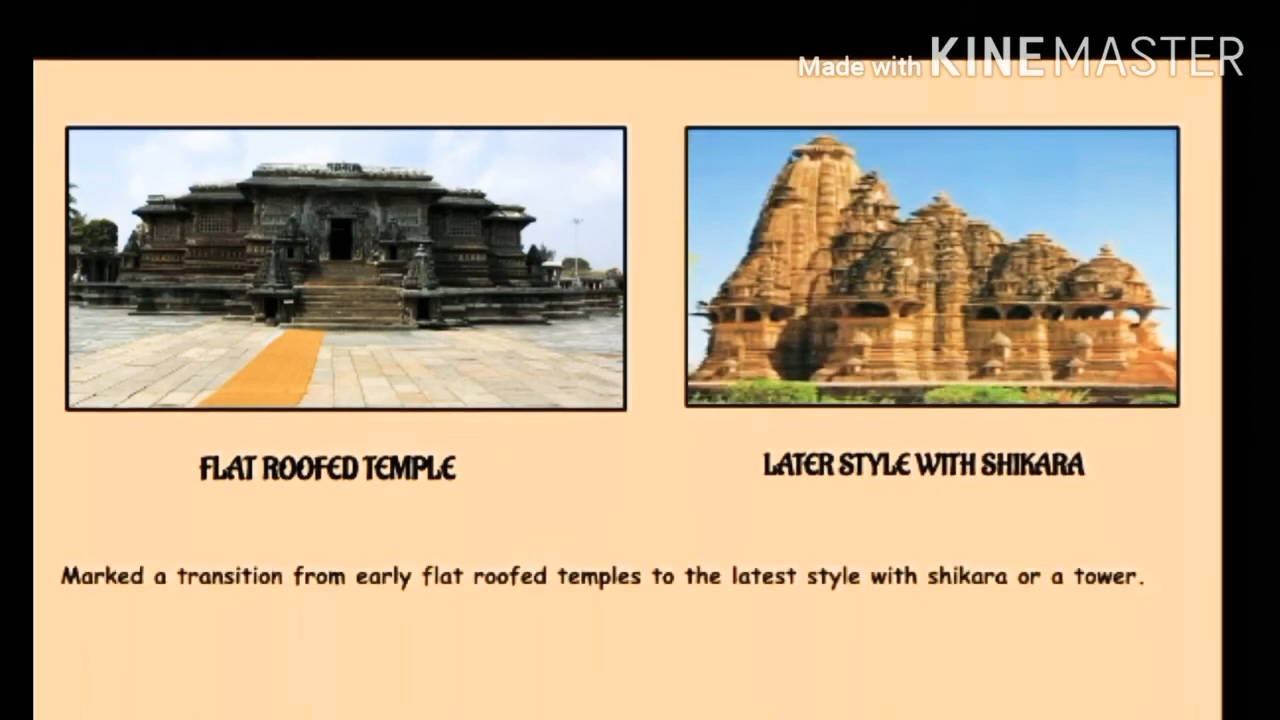 Made with KINEMASTER
FLAT ROOFED TEMPLE
LATER STYLE WITH SHIKARA
Marked a transition from early flat roofed temples to the latest style with shikara or a tower.